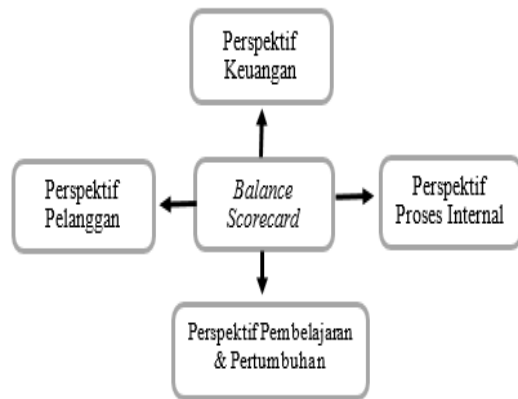 Perspektif
Keuangan
Perspektif
Pelanggan
Balance
Scorecard
Perspektif
Proses Internal
Perspektif Pembelajaran
& Pertumbuhan